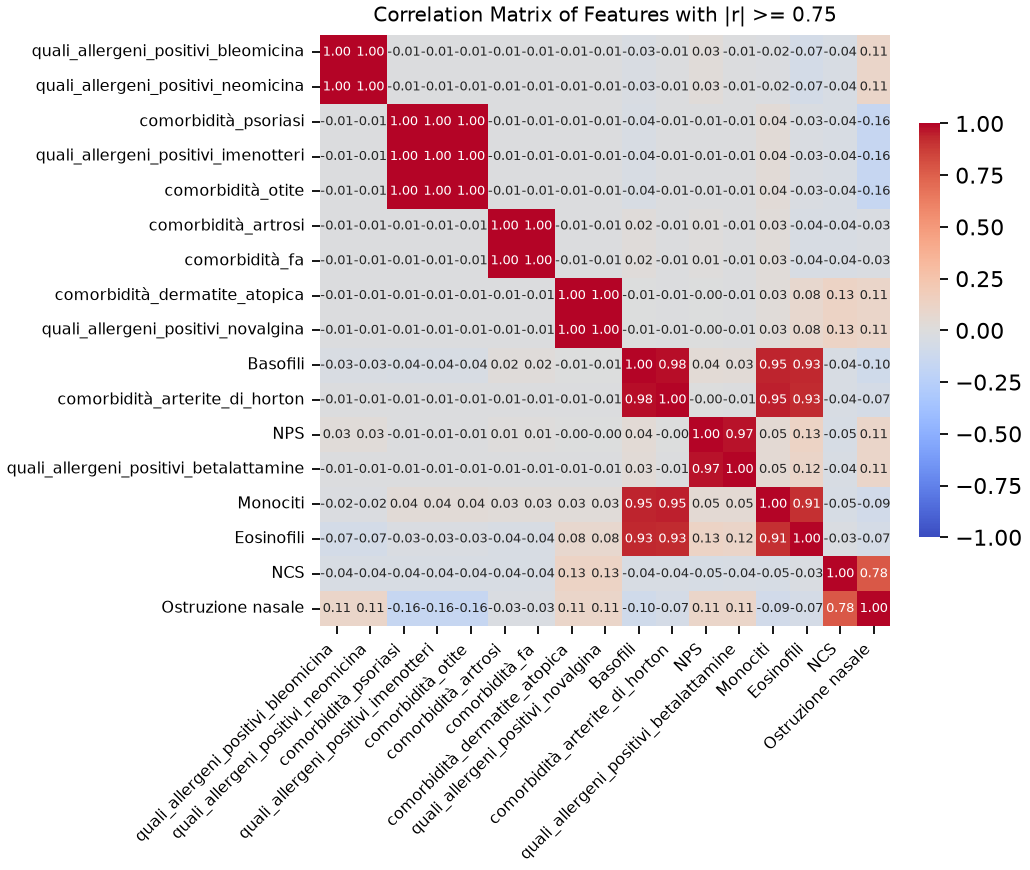 Correlation Matrix of Features with |r| >= 0.75
quali_allergeni_positivi_bleomicina 1.00 1.00 -0.01 -0.01 -0.01 -0.01 -0.01 -0.01 -0.01 -0.03 -0.01 0.03 -0.01 -0.02 -0.07 -0.04 0.11
quali_allergeni_positivi_neomicina 1.00 1.00 -0.01 -0.01 -0.01 -0.01 -0.01 -0.01 -0.01 -0.03 -0.01 0.03 -0.01 -0.02 -0.07 -0.04 0.11
comorbidità_psoriasi -0.01 -0.01 1.00 1.00 1.00 -0.01 -0.01 -0.01 -0.01 -0.04 -0.01 -0.01 -0.01 0.04 -0.03 -0.04 -0.16
quali_allergeni_positivi_imenotteri -0.01 -0.01 1.00 1.00 1.00 -0.01 -0.01 -0.01 -0.01 -0.04 -0.01 -0.01 -0.01 0.04 -0.03 -0.04 -0.16
comorbidità_otite -0.01 -0.01 1.00 1.00 1.00 -0.01 -0.01 -0.01 -0.01 -0.04 -0.01 -0.01 -0.01 0.04 -0.03 -0.04 -0.16
comorbidità_artrosi -0.01 -0.01 -0.01 -0.01 -0.01 1.00 1.00 -0.01 -0.01 0.02 -0.01 0.01 -0.01 0.03 -0.04 -0.04 -0.03
comorbidità_fa -0.01 -0.01 -0.01 -0.01 -0.01 1.00 1.00 -0.01 -0.01 0.02 -0.01 0.01 -0.01 0.03 -0.04 -0.04 -0.03
comorbidità_dermatite_atopica -0.01 -0.01 -0.01 -0.01 -0.01 -0.01 -0.01 1.00 1.00 -0.01 -0.01 -0.00 -0.01 0.03 0.08 0.13 0.11
quali_allergeni_positivi_novalgina -0.01 -0.01 -0.01 -0.01 -0.01 -0.01 -0.01 1.00 1.00 -0.01 -0.01 -0.00 -0.01 0.03 0.08 0.13 0.11
Basofili -0.03 -0.03 -0.04 -0.04 -0.04 0.02 0.02 -0.01 -0.01 1.00 0.98 0.04 0.03 0.95 0.93 -0.04 -0.10
comorbidità_arterite_di_horton -0.01 -0.01 -0.01 -0.01 -0.01 -0.01 -0.01 -0.01 -0.01 0.98 1.00 -0.00 -0.01 0.95 0.93 -0.04 -0.07
NPS 0.03 0.03 -0.01 -0.01 -0.01 0.01 0.01 -0.00 -0.00 0.04 -0.00 1.00 0.97 0.05 0.13 -0.05 0.11
quali_allergeni_positivi_betalattamine -0.01 -0.01 -0.01 -0.01 -0.01 -0.01 -0.01 -0.01 -0.01 0.03 -0.01 0.97 1.00 0.05 0.12 -0.04 0.11
Monociti -0.02 -0.02 0.04 0.04 0.04 0.03 0.03 0.03 0.03 0.95 0.95 0.05 0.05 1.00 0.91 -0.05 -0.09
Eosinofili -0.07 -0.07 -0.03 -0.03 -0.03 -0.04 -0.04 0.08 0.08 0.93 0.93 0.13 0.12 0.91 1.00 -0.03 -0.07
NCS -0.04 -0.04 -0.04 -0.04 -0.04 -0.04 -0.04 0.13 0.13 -0.04 -0.04 -0.05 -0.04 -0.05 -0.03 1.00 0.78
Ostruzione nasale 0.11 0.11 -0.16 -0.16 -0.16 -0.03 -0.03 0.11 0.11 -0.10 -0.07 0.11 0.11 -0.09 -0.07 0.78 1.00
quali_allergeni_positivi_bleomicina
quali_allergeni_positivi_neomicina
comorbidità_psoriasi
quali_allergeni_positivi_imenotteri
comorbidità_otite
comorbidità_artrosi
comorbidità_fa
comorbidità_dermatite_atopica
quali_allergeni_positivi_novalgina
Basofili
comorbidità_arterite_di_horton
NPS
quali_allergeni_positivi_betalattamine
Monociti
Eosinofili
NCS
Ostruzione nasale
1.00
0.75
0.50
0.25
0.00
−0.25
−0.50
−0.75
−1.00